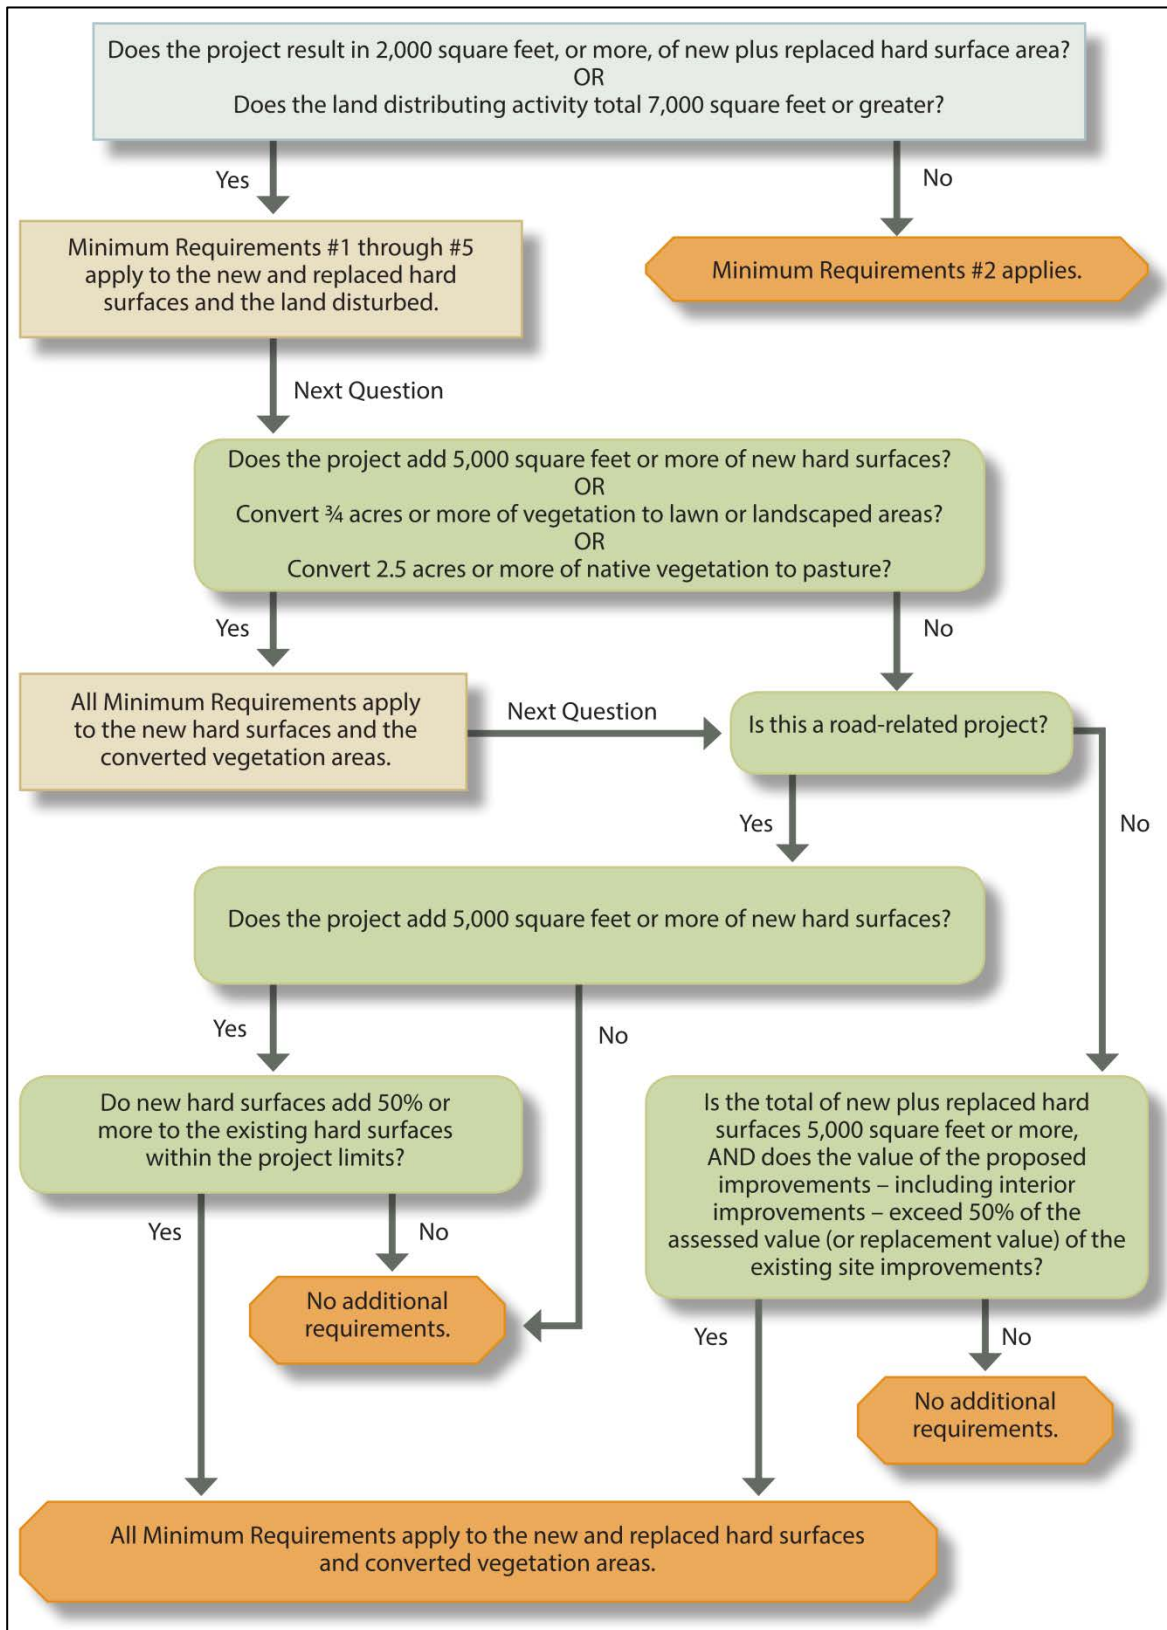 Does the project result in 2,000 square feet, or more, of new plus replaced hard surface area?
OR
Does the land distributing activity total 7,000 square feet or greater?
Yes
No
Minimum Requirements #1 through #5
apply to the new and replaced hard
surfaces and the land disturbed.
Minimum Requirements #2 applies.
Next Question
Does the project add 5,000 square feet or more of new hard surfaces?
OR
Convert ¾ acres or more of vegetation to lawn or landscaped areas?
OR
Convert 2.5 acres or more of native vegetation to pasture?
Yes
No
All Minimum Requirements apply
to the new hard surfaces and the
converted vegetation areas.
Next Question
Is this a road-related project?
Yes
No
Does the project add 5,000 square feet or more of new hard surfaces?
Yes
No
Do new hard surfaces add 50% or
more to the existing hard surfaces
within the project limits?
Is the total of new plus replaced hard
surfaces 5,000 square feet or more,
AND does the value of the proposed
improvements – including interior
improvements – exceed 50% of the
assessed value (or replacement value) of the
existing site improvements?
Yes
No
No additional
requirements.
Yes
No
No additional
requirements.
All Minimum Requirements apply to the new and replaced hard surfaces
and converted vegetation areas.